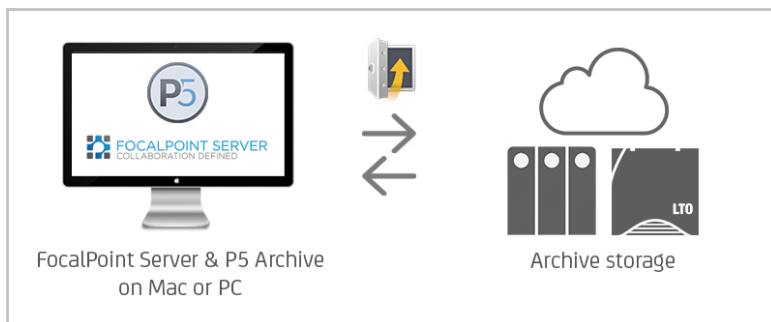 P5
FOCALPOINT SERVER
COLLABORATION DEFINED
LTO
FocalPoint Server & P5 Archive
on Mac or PC
Archive storage